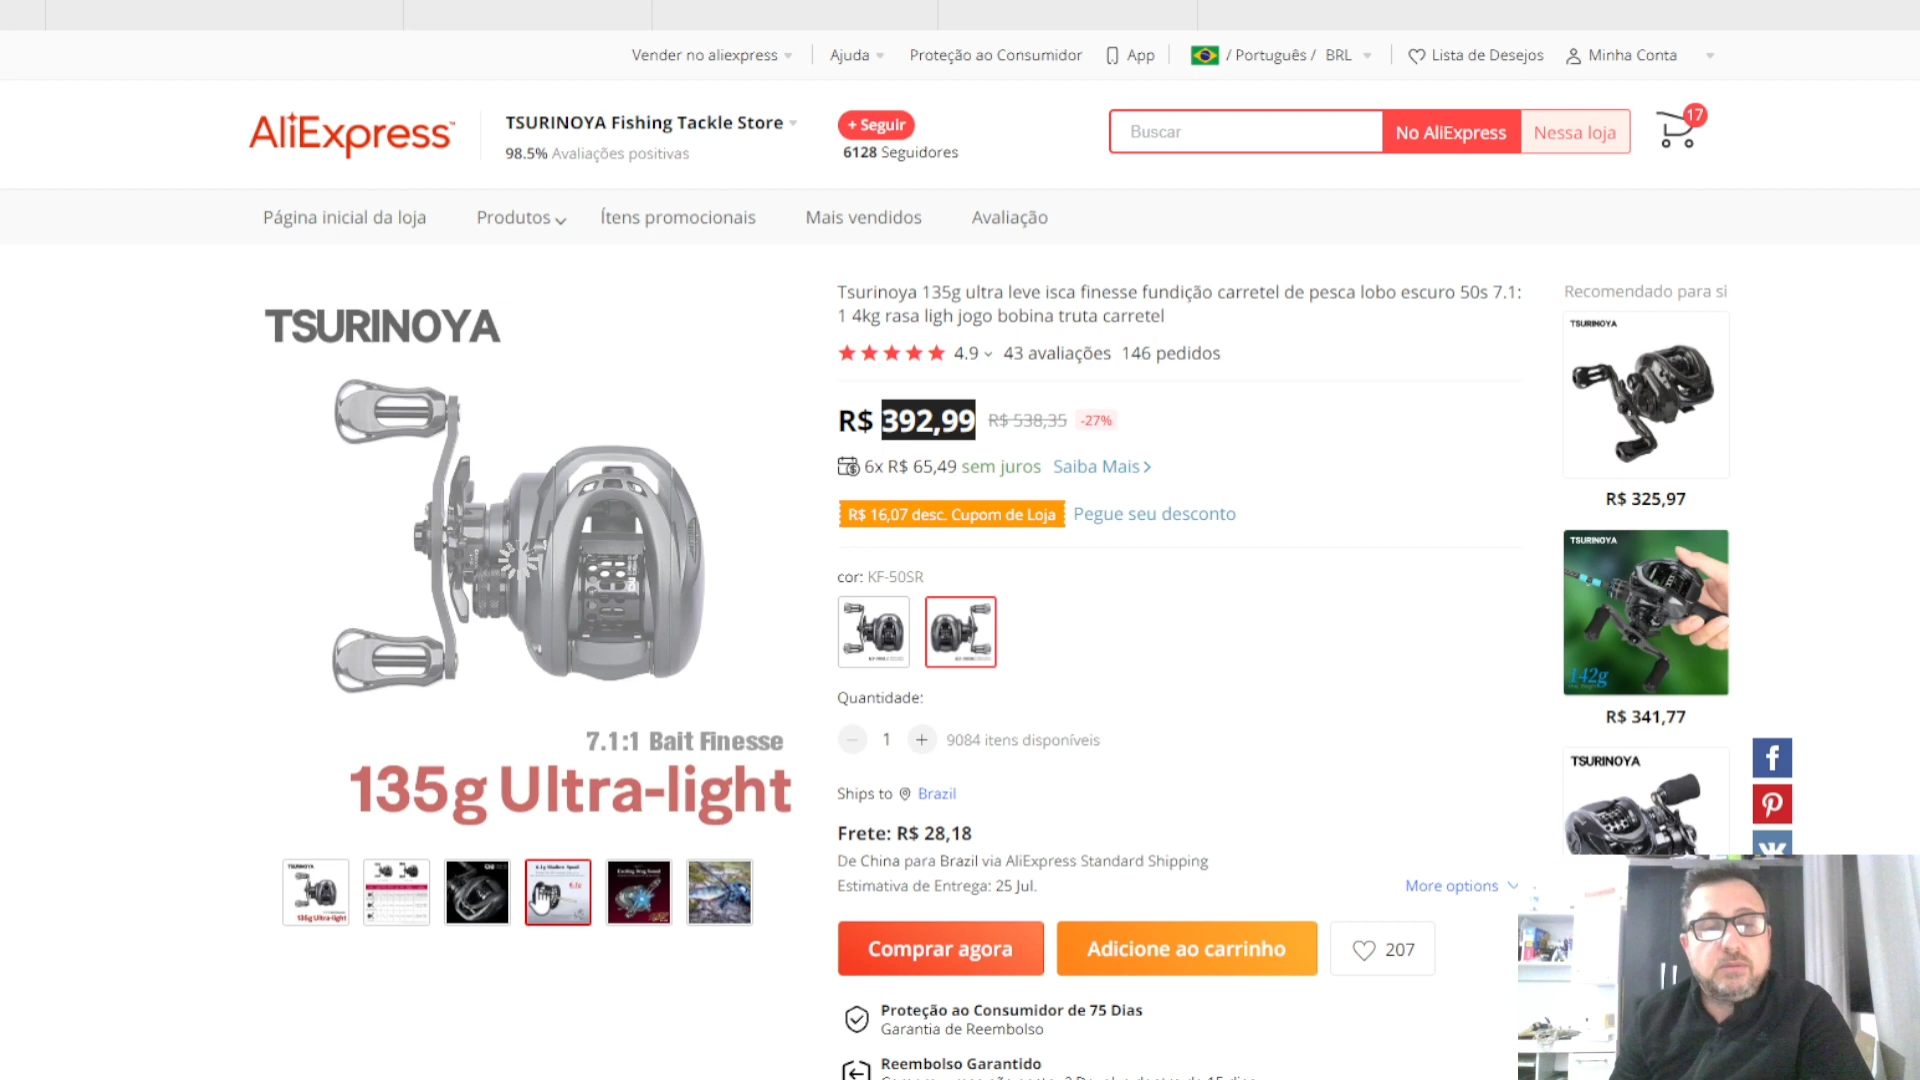 Vender no aliexpress
Ajuda
Proteção ao Consumidor
App
/ Português / BRL
Lista de Desejos
Minha Conta
AliExpress™
TSURINOYA Fishing Tackle Store
98.5% Avaliações positivas
+ Seguir
6128 Seguidores
Buscar
No AliExpress
Nessa loja
17
Página inicial da loja
Produtos
Ítens promocionais
Mais vendidos
Avaliação
TSURINOYA
7.1:1 Bait Finesse
135g Ultra-light
Tsurinoya 135g ultra leve isca finesse fundição carretel de pesca lobo escuro 50s 7.1:
1 4kg rasa ligh jogo bobina truta carretel
4.9
43 avaliações
146 pedidos
R$ 392,99
R$ 538,35
-27%
6x R$ 65,49 sem juros
Saiba Mais
R$ 16,07 desc. Cupom de Loja
Pegue seu desconto
cor: KF-50SR
Quantidade:
1
9084 itens disponíveis
Ships to
Brazil
Frete: R$ 28,18
De China para Brazil via AliExpress Standard Shipping
Estimativa de Entrega: 25 Jul.
More options
Comprar agora
Adicione ao carrinho
207
Proteção ao Consumidor de 75 Dias
Garantia de Reembolso
Reembolso Garantido
Recomendado para si
TSURINOYA
R$ 325,97
TSURINOYA
142g
R$ 341,77
TSURINOYA
TSURINOYA
135g Ultra-light